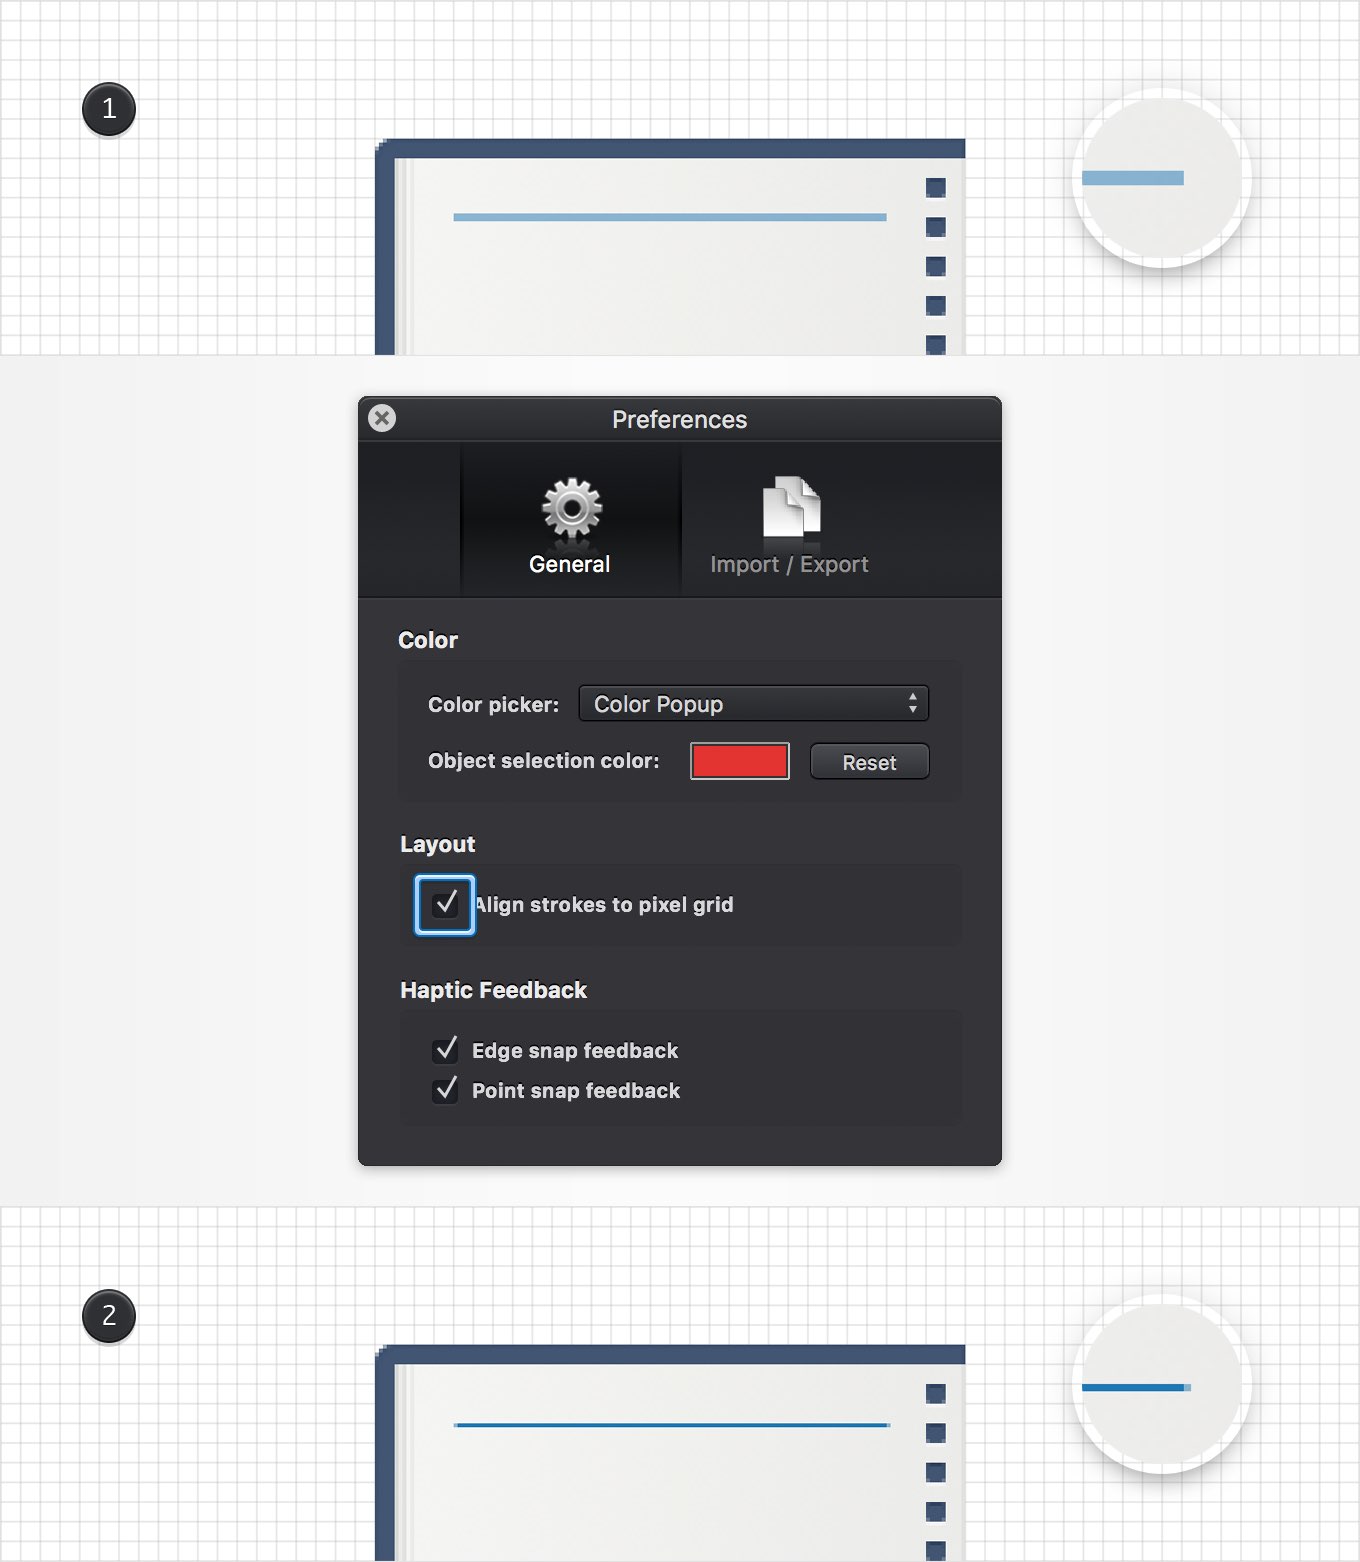 1
Preferences
General
Import / Export
Color
Color picker: Color Popup
Object selection color: Reset
Layout
Align strokes to pixel grid
Haptic Feedback
Edge snap feedback
Point snap feedback
2